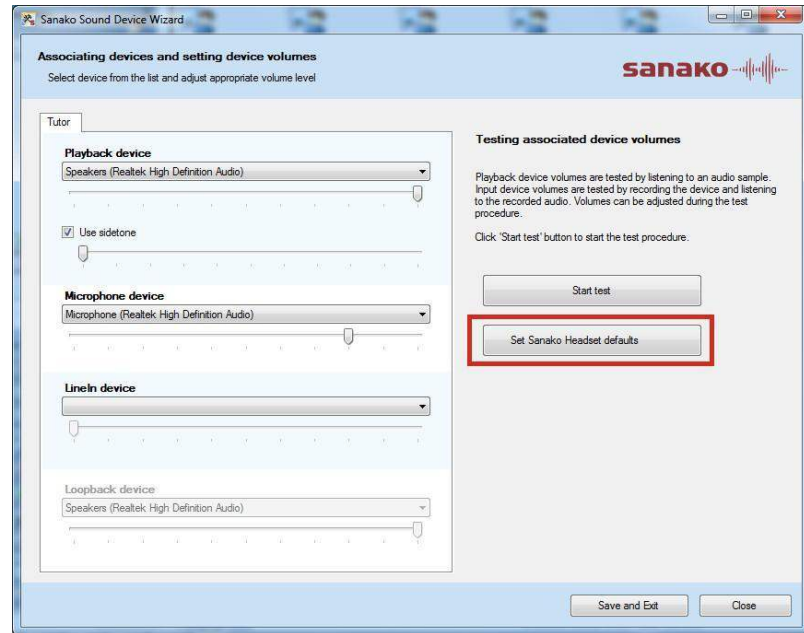 Sanako Sound Device Wizard
Associating devices and setting device volumes
Select device from the list and adjust appropriate volume level
sanako
Tutor
Playback device
Speakers (Realtek High Definition Audio)
Use sidetone
Microphone device
Microphone (Realtek High Definition Audio)
LineIn device
Loopback device
Speakers (Realtek High Definition Audio)
Testing associated device volumes
Playback device volumes are tested by listening to an audio sample.
Input device volumes are tested by recording the device and listening
to the recorded audio. Volumes can be adjusted during the test
procedure.
Click 'Start test' button to start the test procedure.
Start test
Set Sanako Headset defaults
Save and Exit
Close